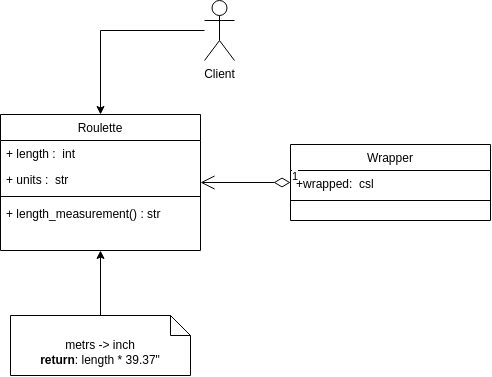 Client
Roulette
+ length :  int
+ units :  str
+ length_measurement() : str
Wrapper
1
+wrapped:  csl
metrs -> inch
return: length * 39.37"